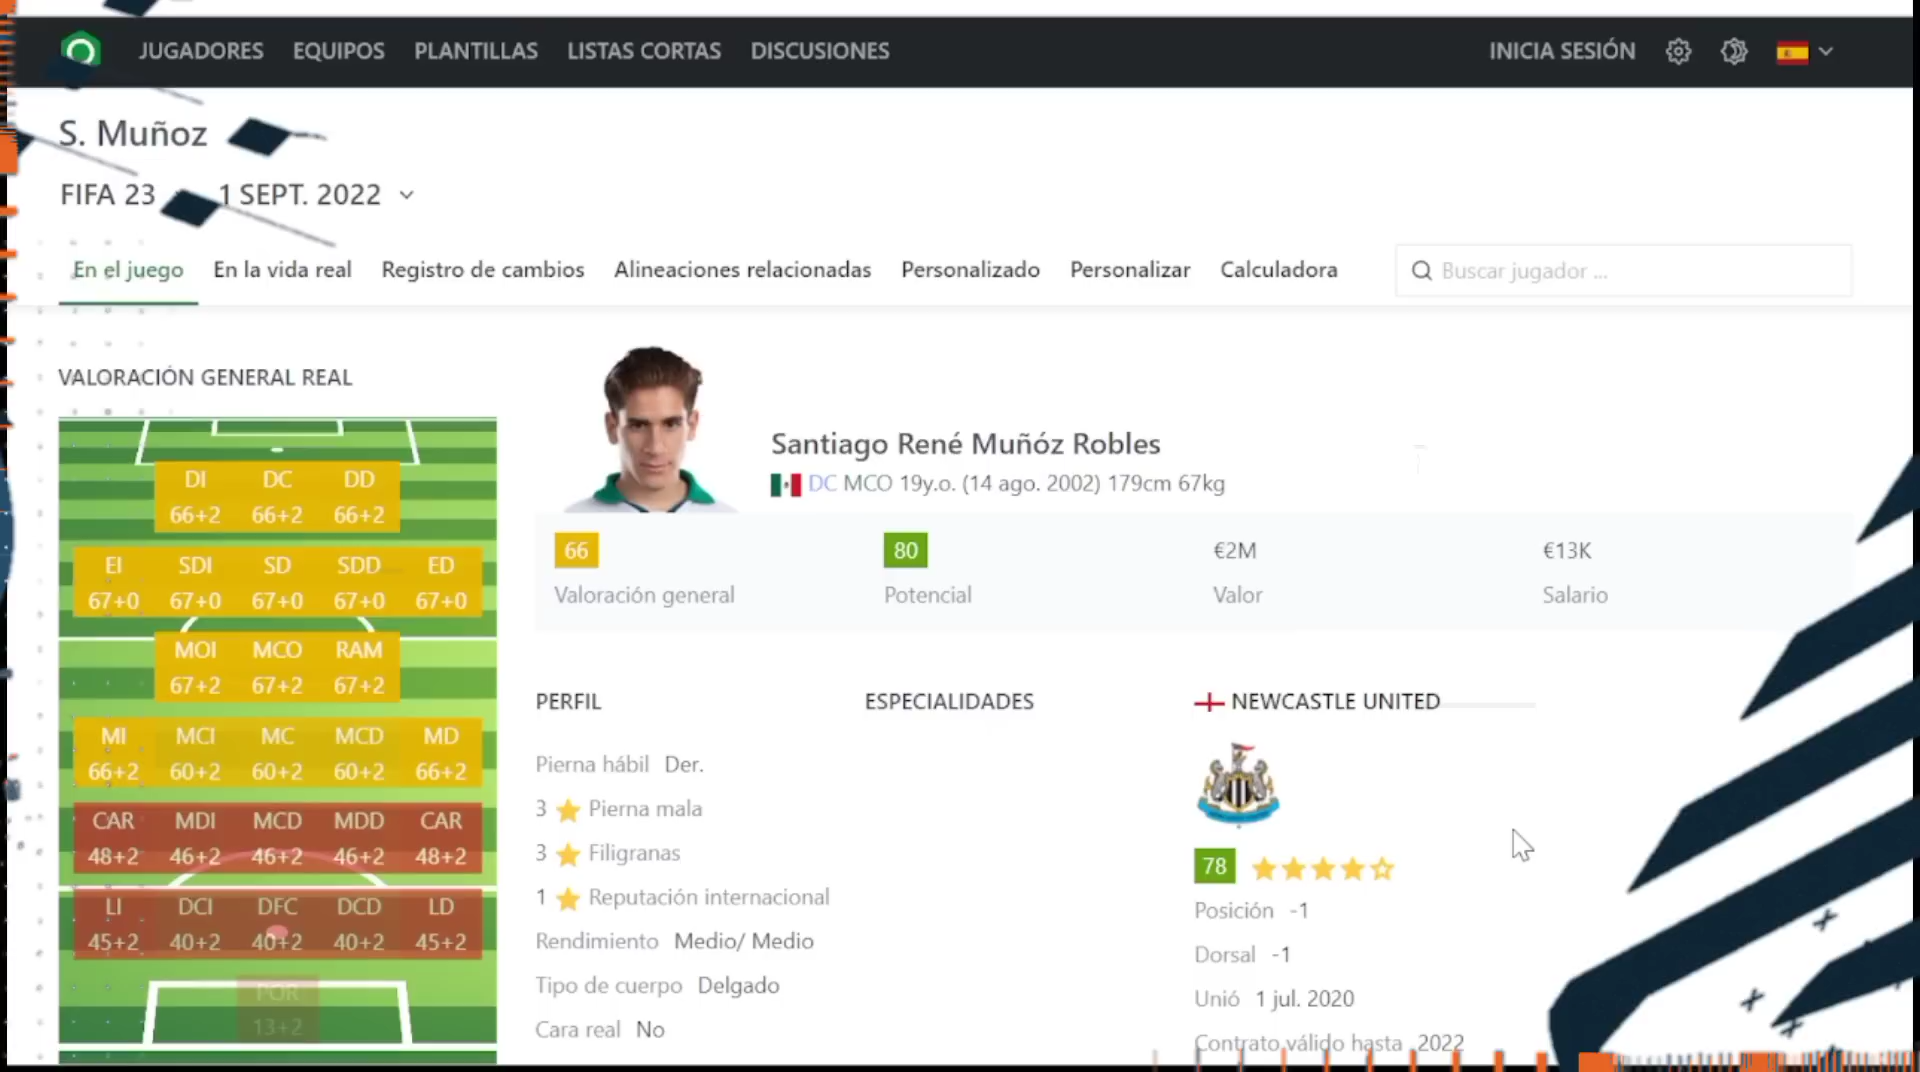 JUGADORES EQUIPOS PLANTILLAS LISTAS CORTAS DISCUSIONES INICIA SESIÓN
S. Muñoz
FIFA 23 1 SEPT. 2022
En el juego En la vida real Registro de cambios Alineaciones relacionadas Personalizado Personalizar Calculadora Buscar jugador ...
VALORACIÓN GENERAL REAL
DI DC DD
66+2 66+2 66+2
EI SDI SD SDD ED
67+0 67+0 67+0 67+0 67+0
MOI MCO RAM
67+2 67+2 67+2
MI MCI MC MCD MD
66+2 60+2 60+2 60+2 66+2
CAR MDI MCD MDD CAR
48+2 46+2 46+2 46+2 48+2
LI DCI DFC DCD LD
45+2 40+2 40+2 40+2 45+2
POR
13+2
Santiago René Muñóz Robles
DC MCO 19y.o. (14 ago. 2002) 179cm 67kg
66 80 €2M €13K
Valoración general Potencial Valor Salario
PERFIL
Pierna hábil Der.
3 Pierna mala
3 Filigranas
1 Reputación internacional
Rendimiento Medio/ Medio
Tipo de cuerpo Delgado
Cara real No
ESPECIALIDADES
NEWCASTLE UNITED
78
Posición -1
Dorsal -1
Unió 1 jul. 2020
Contrato válido hasta 2022